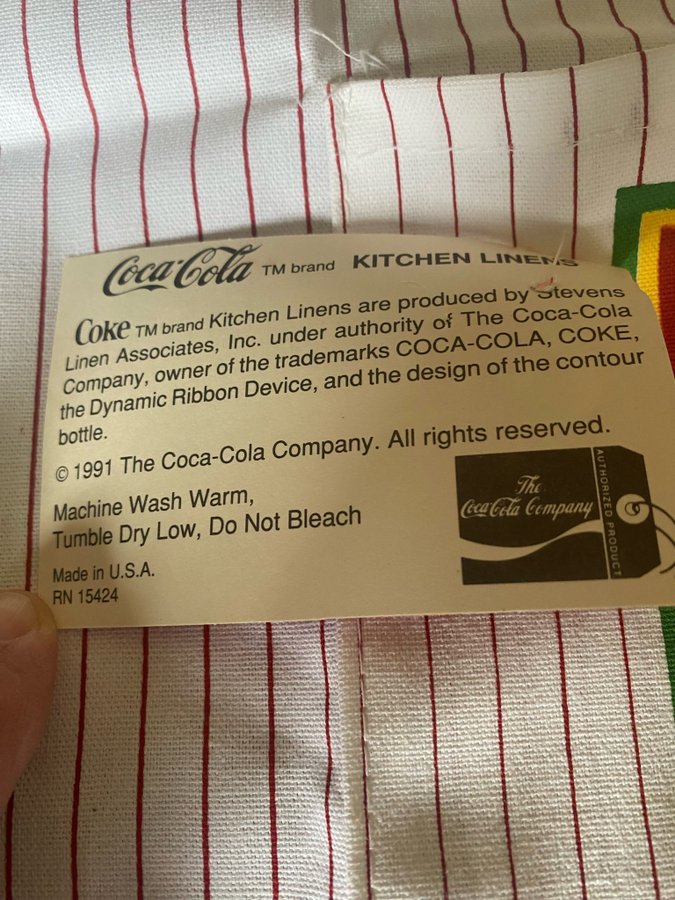 Coca-Cola TM brand KITCHEN LINENS
Coke TM brand Kitchen Linens are produced by Stevens
Linen Associates, Inc. under authority of The Coca-Cola
Company, owner of the trademarks COCA-COLA, COKE,
the Dynamic Ribbon Device, and the design of the contour
bottle.
© 1991 The Coca-Cola Company. All rights reserved.
Machine Wash Warm,
Tumble Dry Low, Do Not Bleach
Made in U.S.A.
RN 15424
The
Coca-Cola Company
AUTHORIZED PRODUCT